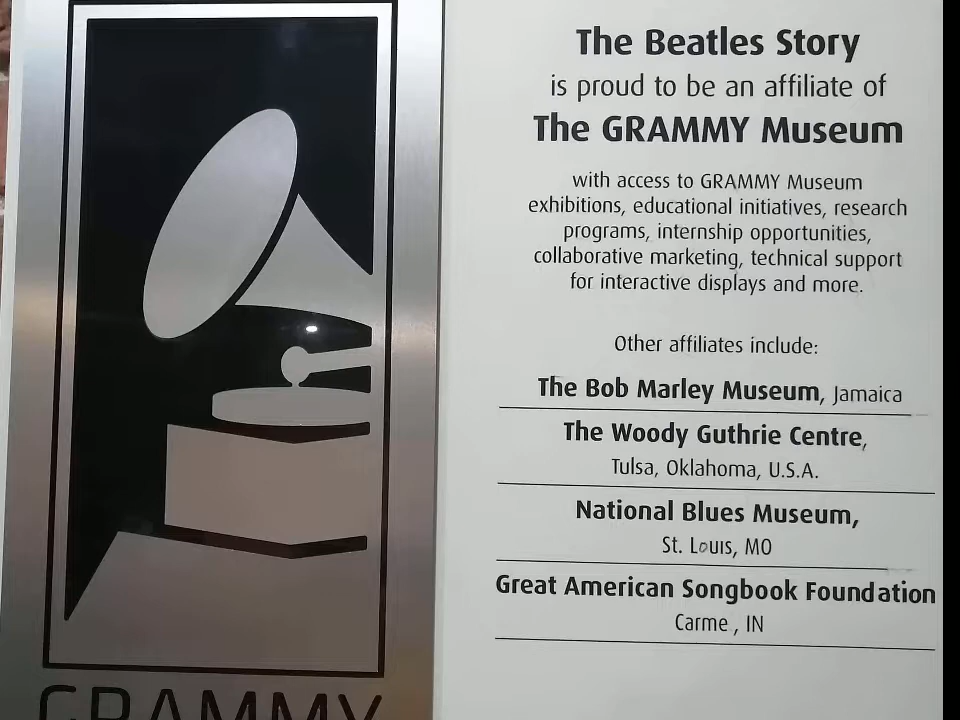 The Beatles Story
is proud to be an affiliate of
The GRAMMY Museum
with access to GRAMMY Museum
exhibitions, educational initiatives, research
programs, internship opportunities,
collaborative marketing, technical support
for interactive displays and more.
Other affiliates include:
The Bob Marley Museum, Jamaica
The Woody Guthrie Centre,
Tulsa, Oklahoma, U.S.A.
National Blues Museum,
St. Louis, MO
Great American Songbook Foundation
Carme , IN
GRAMMY